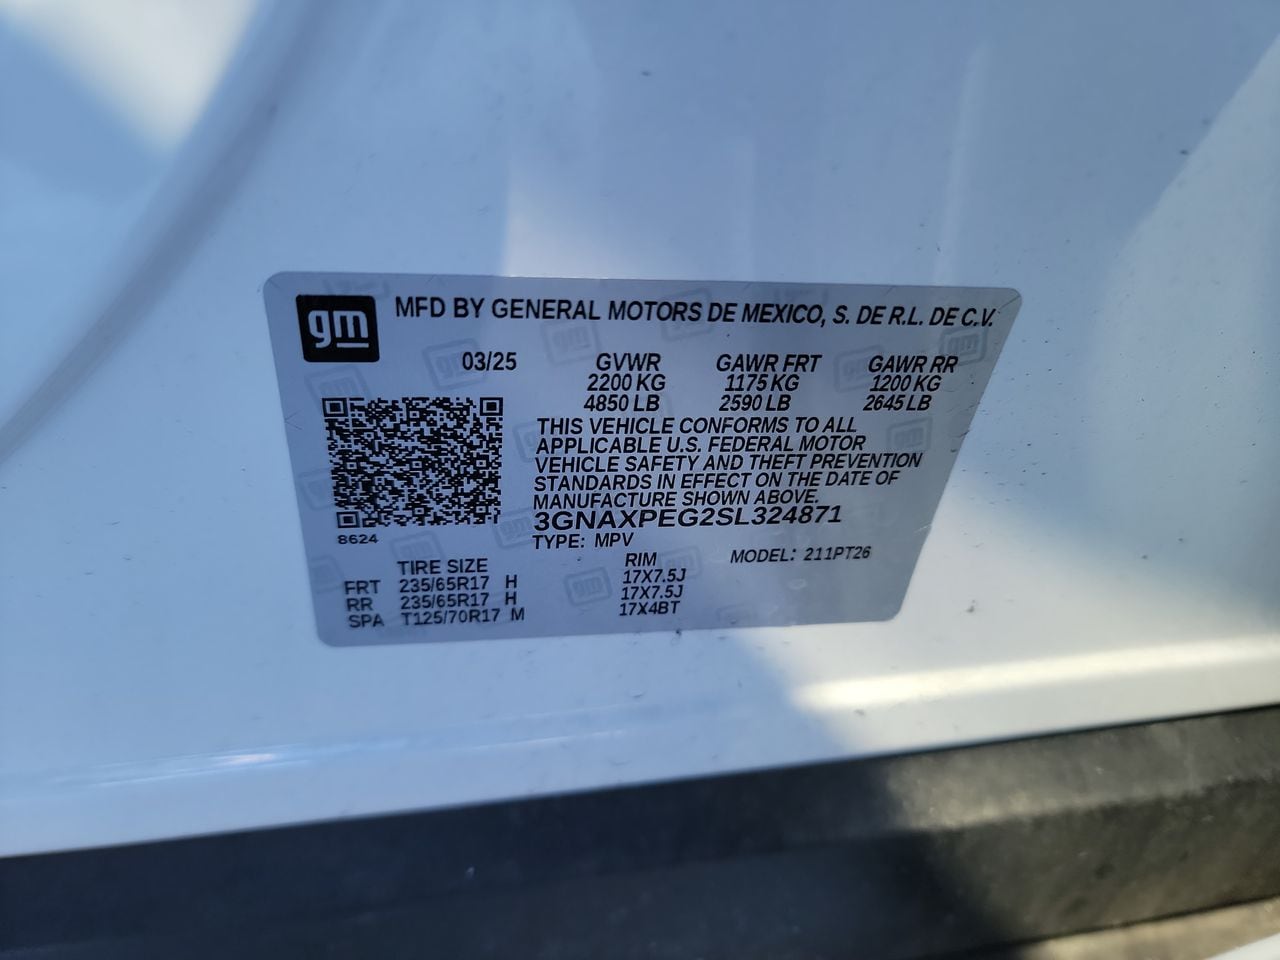 gm
MFD BY GENERAL MOTORS DE MEXICO, S. DE R.L. DE C.V.
03/25 GVWR GAWR FRT GAWR RR
2200 KG 1175 KG 1200 KG
4850 LB 2590 LB 2645 LB
THIS VEHICLE CONFORMS TO ALL
APPLICABLE U.S. FEDERAL MOTOR
VEHICLE SAFETY AND THEFT PREVENTION
STANDARDS IN EFFECT ON THE DATE OF
MANUFACTURE SHOWN ABOVE.
3GNAXPEG2SL324871
8624
TYPE: MPV MODEL: 211PT26
TIRE SIZE RIM
FRT 235/65R17 H 17X7.5J
RR 235/65R17 H 17X7.5J
SPA T125/70R17 M 17X4BT